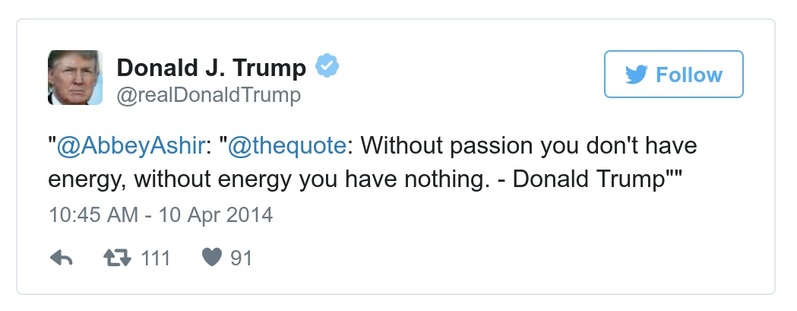 Donald J. Trump
@realDonaldTrump
Follow
"@AbbeyAshir: "@thequote: Without passion you don't have
energy, without energy you have nothing. - Donald Trump""
10:45 AM - 10 Apr 2014
111 91